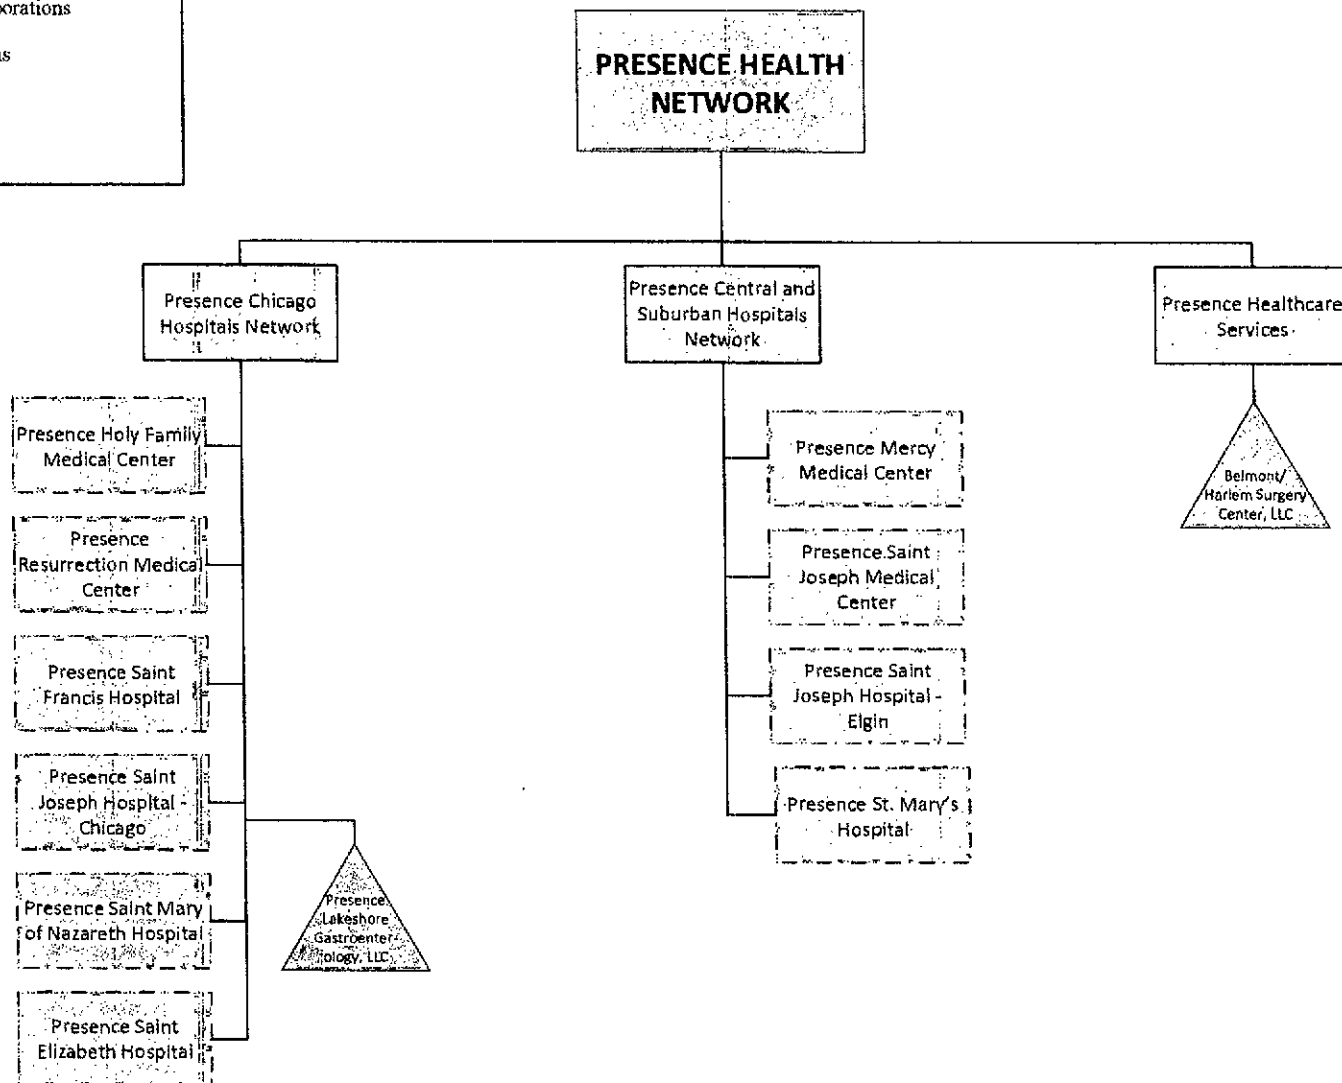 PRESENCE HEALTH
NETWORK
Presence Chicago
Hospitals Network
Presence Holy Family
Medical Center
Presence
Resurrection Medical
Center
Presence Saint
Francis Hospital
Presence Saint
Joseph Hospital -
Chicago
Presence Saint Mary
of Nazareth Hospital
Presence Saint
Elizabeth Hospital
Presence
Lakeshore
Gastroenter-
ology, LLC
Presence Central and
Suburban Hospitals
Network
Presence Mercy
Medical Center
Presence Saint
Joseph Medical
Center
Presence Saint
Joseph Hospital -
Elgin
Presence St. Mary's
Hospital
Presence Healthcare
Services
Belmont/
Harlem Surgery
Center, LLC